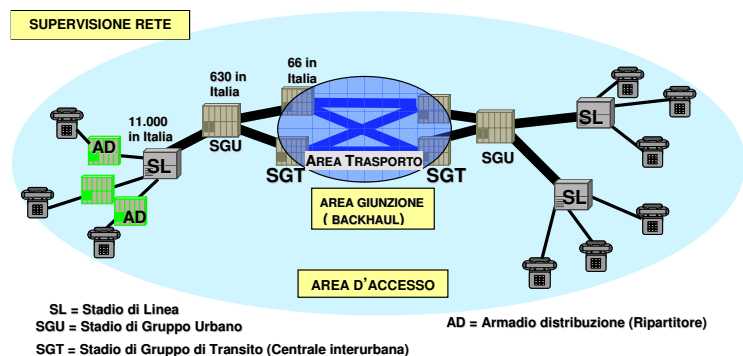 SUPERVISIONE RETE
630 in
Italia
66 in
Italia
11.000
in Italia
AD
SL
SGU
SGT
AREA TRASPORTO
SGT
SGU
SL
SL
AD
AREA GIUNZIONE
( BACKHAUL)
AREA D'ACCESSO
SL = Stadio di Linea
SGU = Stadio di Gruppo Urbano
SGT = Stadio di Gruppo di Transito (Centrale interurbana)
AD = Armadio distribuzione (Ripartitore)